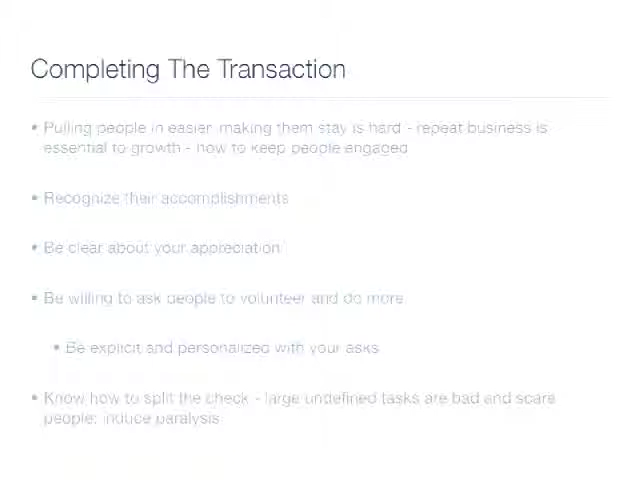 Completing The Transaction
• Pulling people in easier, making them stay is hard - repeat business is
essential to growth - how to keep people engaged
• Recognize their accomplishments
• Be clear about your appreciation
• Be willing to ask people to volunteer and do more
• Be explicit and personalized with your asks
• Know how to split the check - large undefined tasks are bad and scare
people; induce paralysis